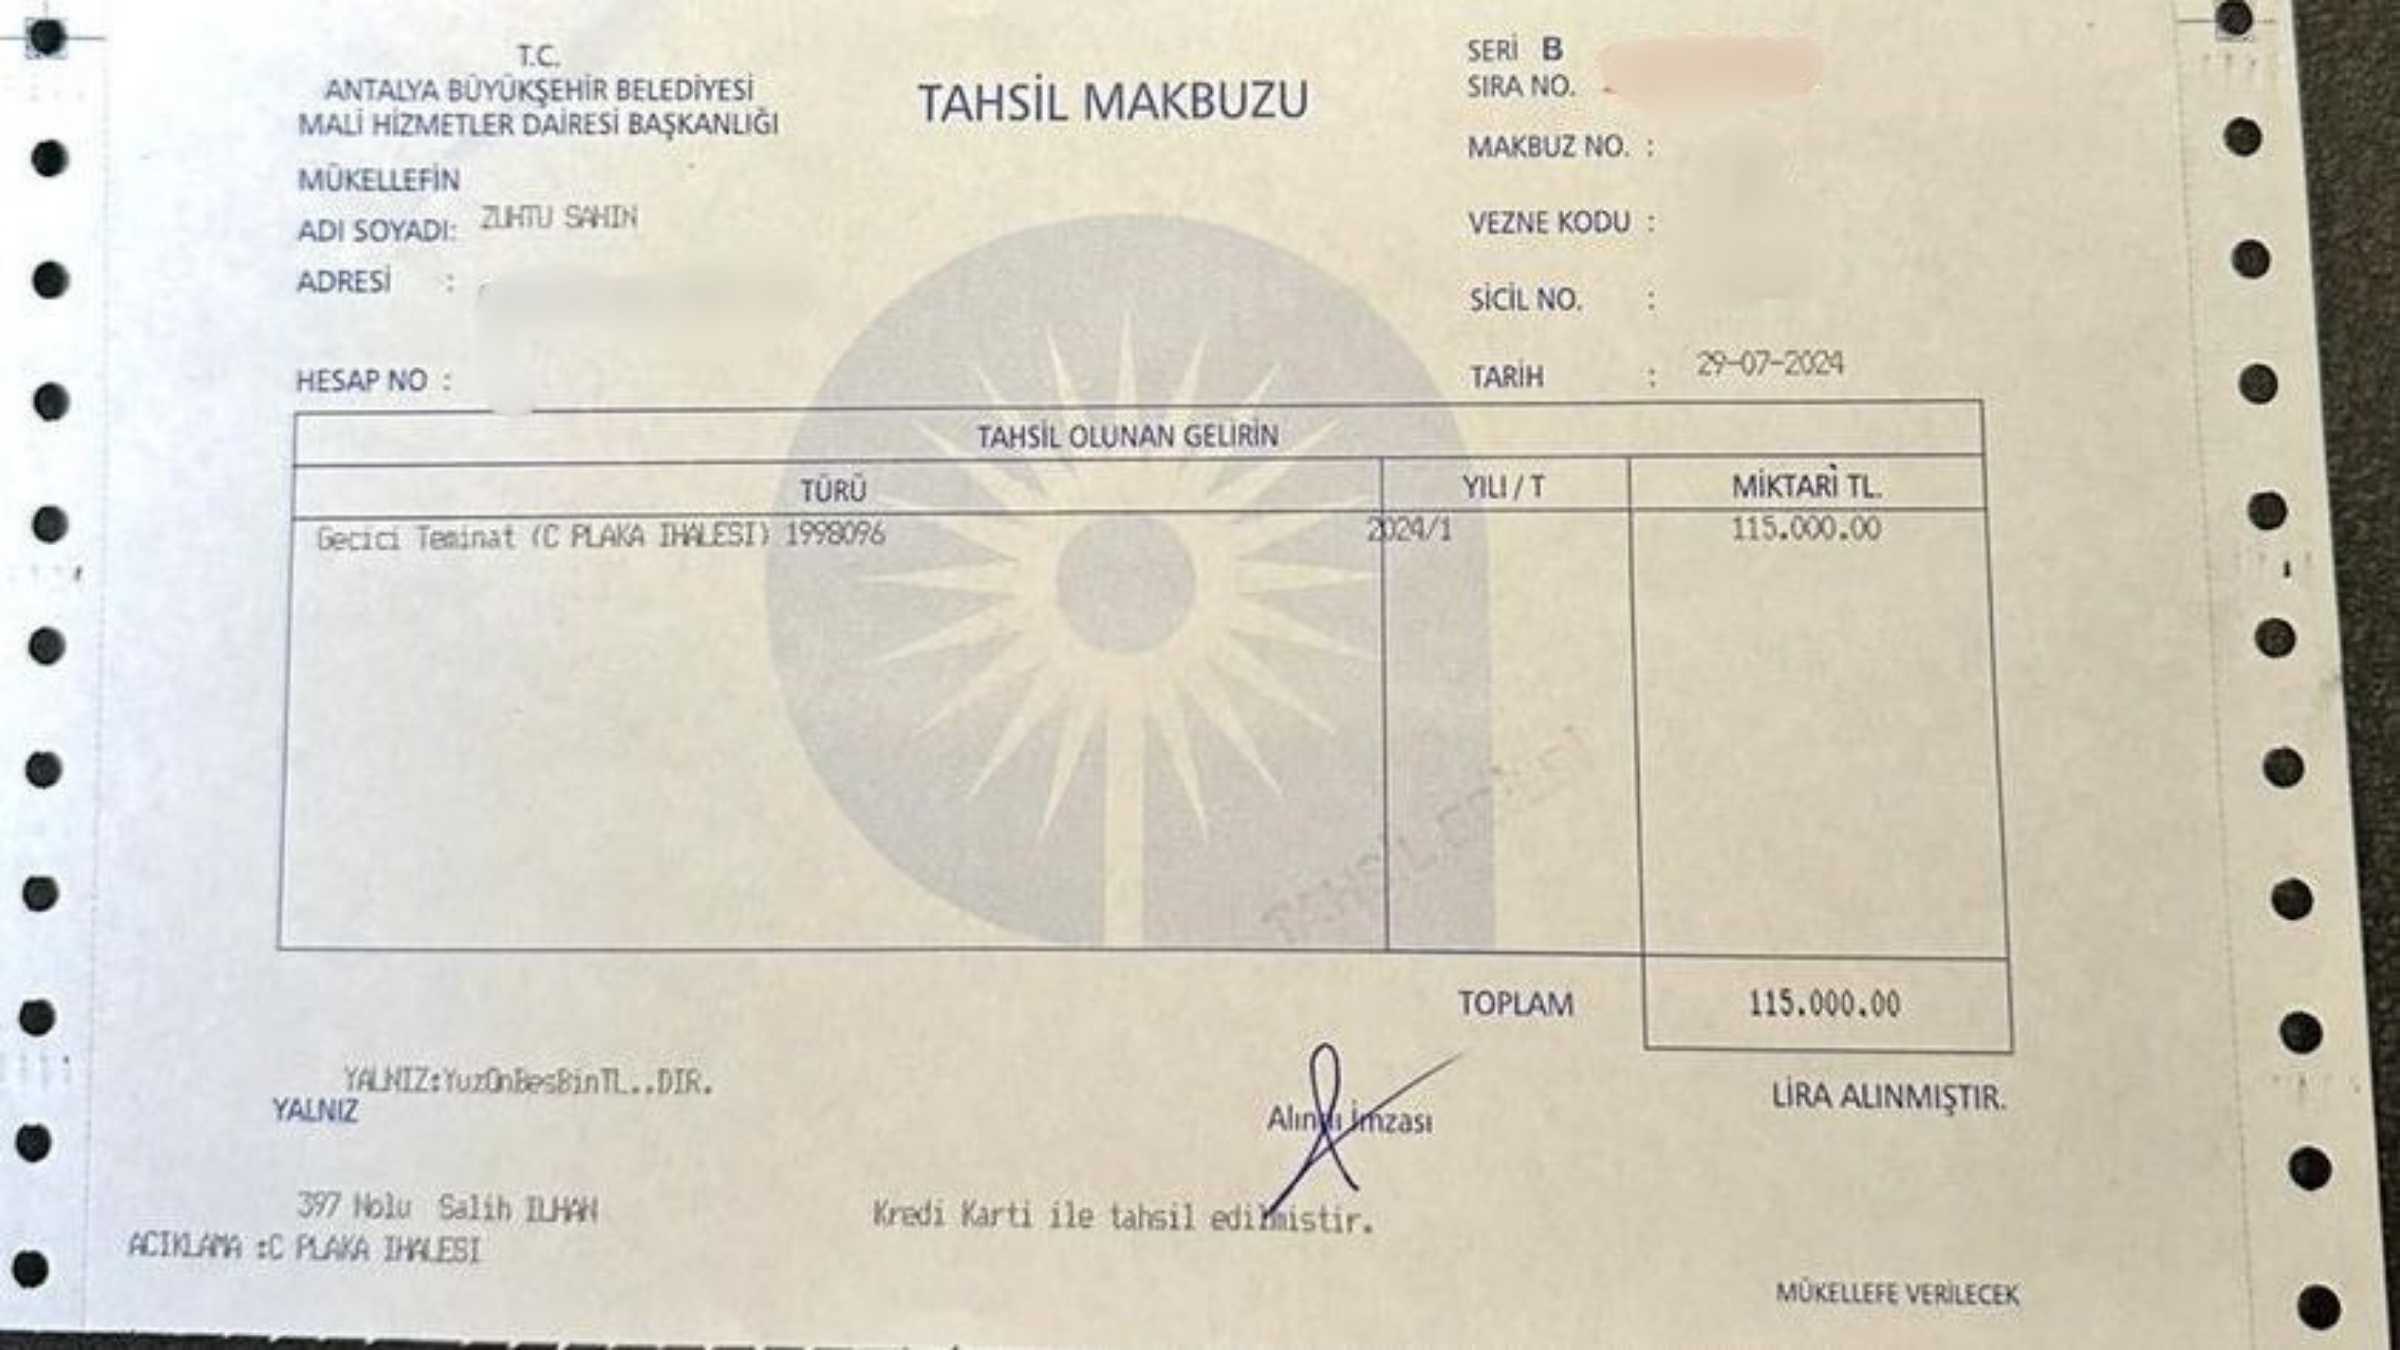 T.C.
ANTALYA BÜYÜKŞEHİR BELEDİYESİ
MALİ HİZMETLER DAİRESİ BAŞKANLIĞI
TAHSİL MAKBUZU
SERİ B
SIRA NO.
MAKBUZ NO. :
VEZNE KODU :
SİCİL NO. :
TARİH : 29-07-2024
MÜKELLEFİN
ADI SOYADI: ZUHTU SAHIN
ADRESİ :
HESAP NO :
TAHSİL OLUNAN GELİRİN
TÜRÜ YILI / T MİKTARI TL.
Gecici Teminat (C PLAKA IHALESI) 1998096 2024/1 115.000.00
TAHSİL EDİLDİ
TOPLAM 115.000.00
YALNIZ:YuzOnBesBinTL..DIR.
YALNIZ
Alındı İmzası
LİRA ALINMIŞTIR.
397 Nolu Salih ILHAN
Kredi Karti ile tahsil edilmistir.
ACIKLAMA :C PLAKA IHALESI
MÜKELLEFE VERİLECEK